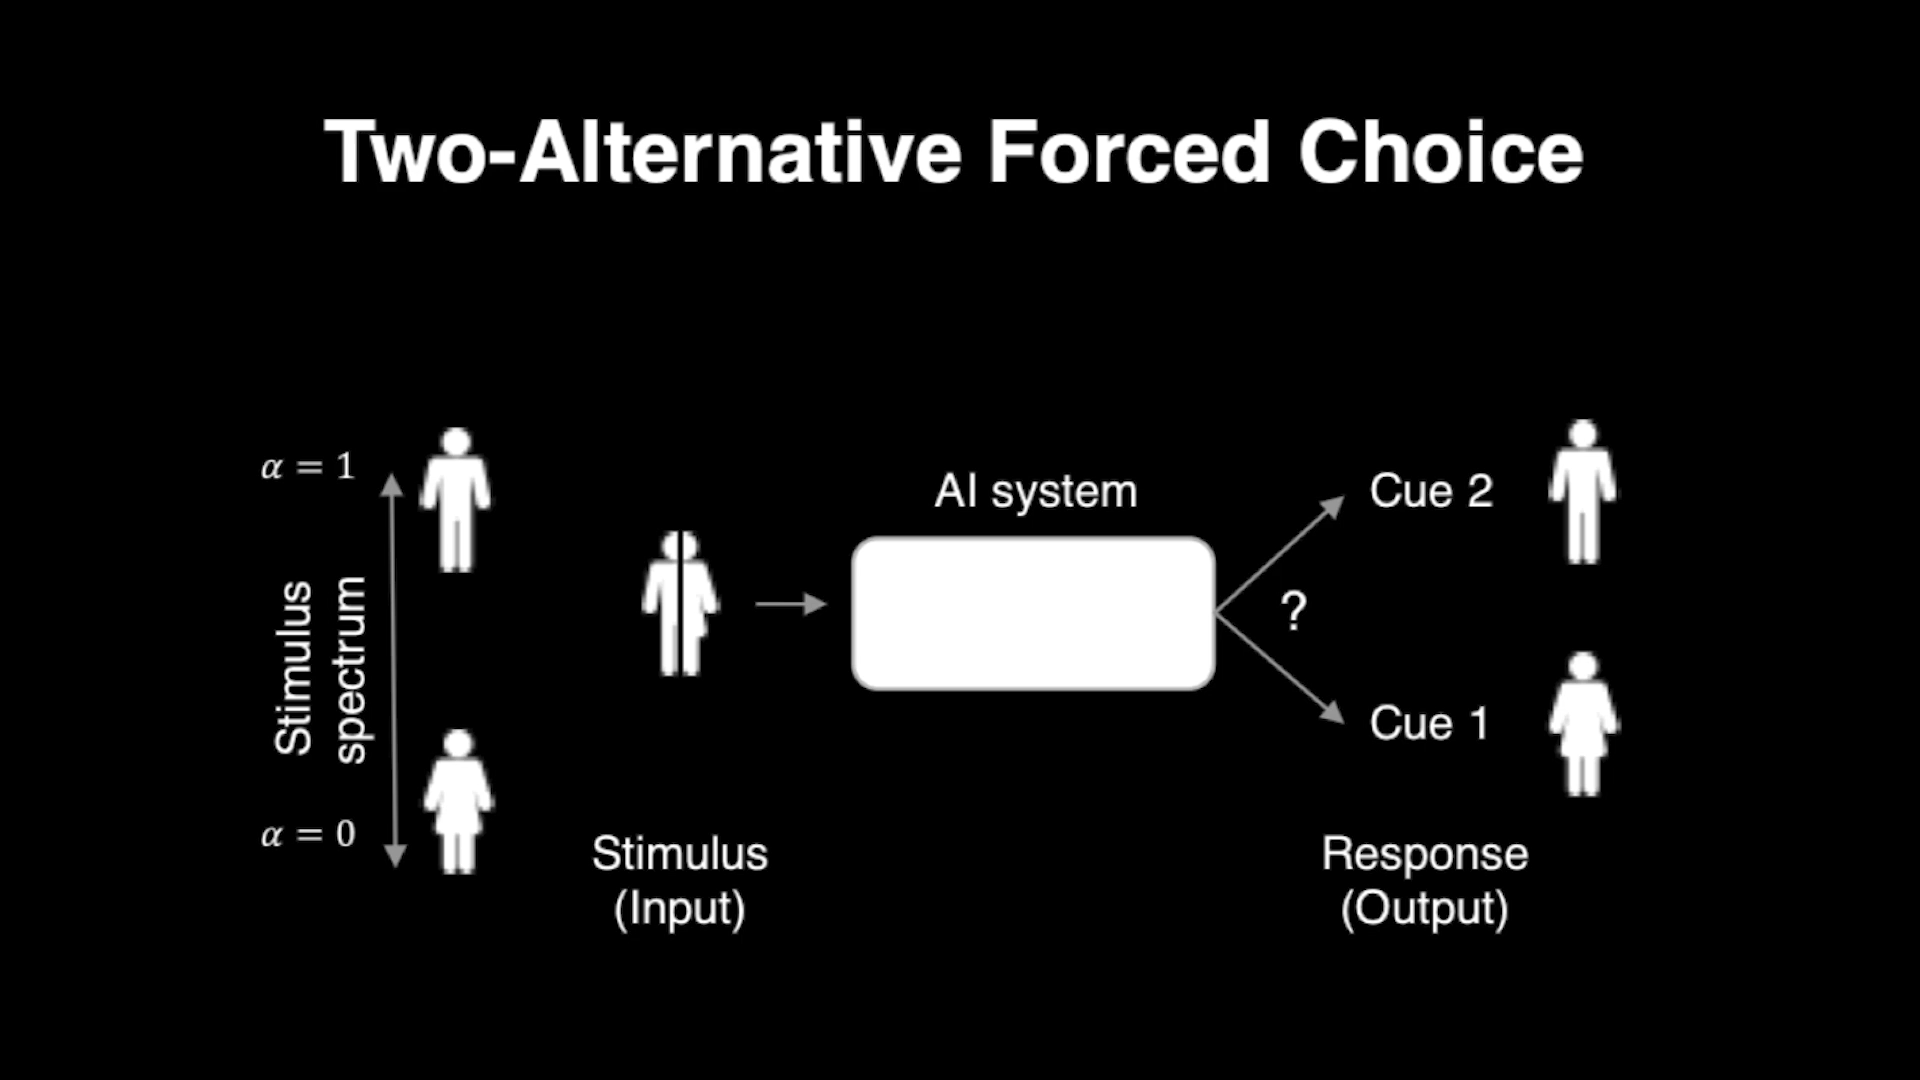 Two-Alternative Forced Choice
α = 1
Stimulus
spectrum
α = 0
Stimulus
(Input)
AI system
?
Cue 2
Cue 1
Response
(Output)